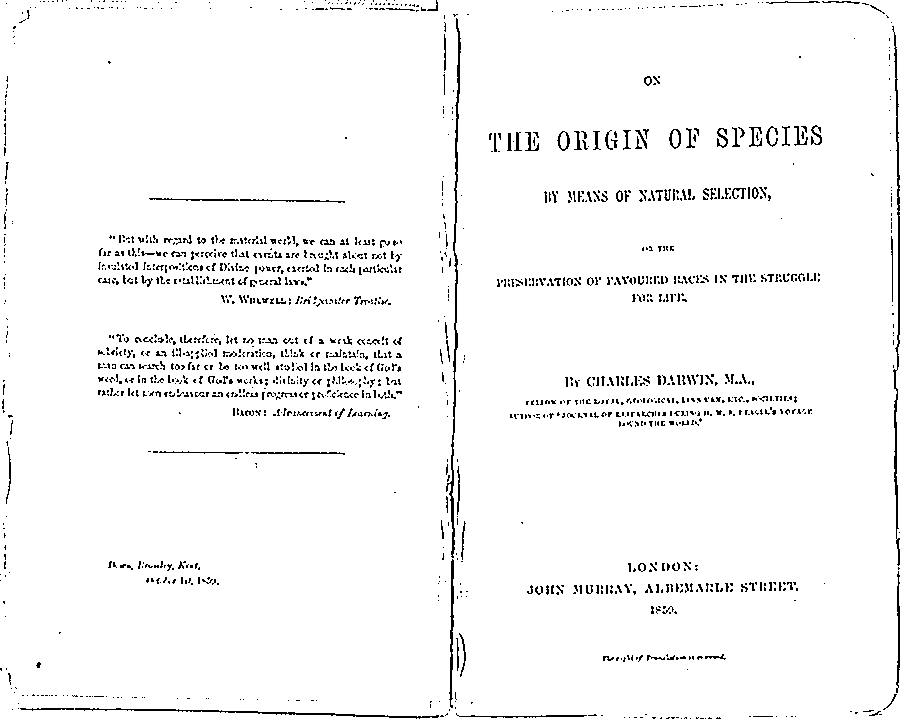 "But with regard to the material world, we can at least go so
far as this—we can perceive that events are brought about not by
insulated interpositions of Divine power, exerted in each particular
case, but by the establishment of general laws."
W. WHEWELL: Bridgewater Treatise.
"To conclude, therefore, let no man out of a weak conceit of
sobriety, or an ill-applied moderation, think or maintain, that a
man can search too far or be too well studied in the book of God's
word, or in the book of God's works; divinity or philosophy; but
rather let men endeavour an endless progress or proficience in both."
BACON: Advancement of Learning.
Down, Bromley, Kent,
October 1st, 1859.
ON
THE ORIGIN OF SPECIES
BY MEANS OF NATURAL SELECTION,
OR THE
PRESERVATION OF FAVOURED RACES IN THE STRUGGLE
FOR LIFE.
BY CHARLES DARWIN, M.A.,
FELLOW OF THE ROYAL, GEOLOGICAL, LINNÆAN, ETC., SOCIETIES;
AUTHOR OF 'JOURNAL OF RESEARCHES DURING H. M. S. BEAGLE'S VOYAGE
ROUND THE WORLD.'
LONDON:
JOHN MURRAY, ALBEMARLE STREET.
1859.
The right of Translation is reserved.